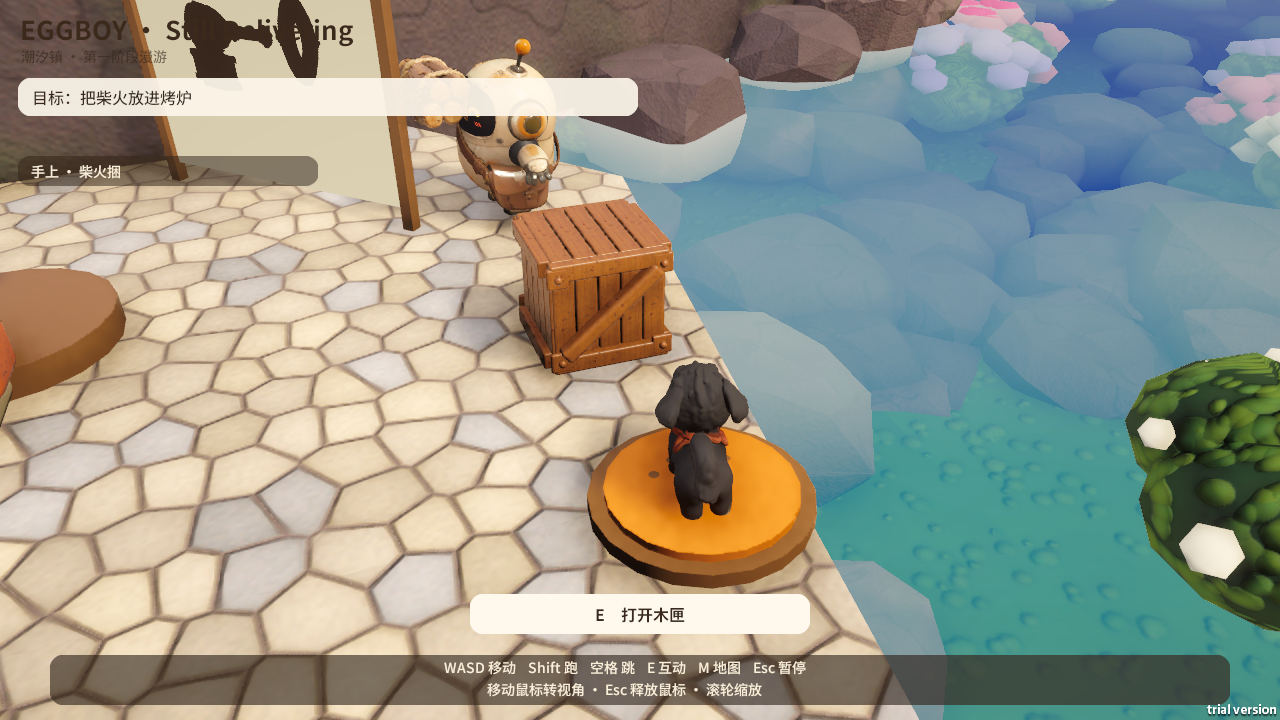 EGGBOY · Still Delivering
潮汐镇 · 第一阶段漫游
目标：把柴火放进烤炉
手上 · 柴火捆
E 打开木匣
WASD 移动 Shift 跑 空格 跳 E 互动 M 地图 Esc 暂停
移动鼠标转视角 · Esc 释放鼠标 · 滚轮缩放
trial version